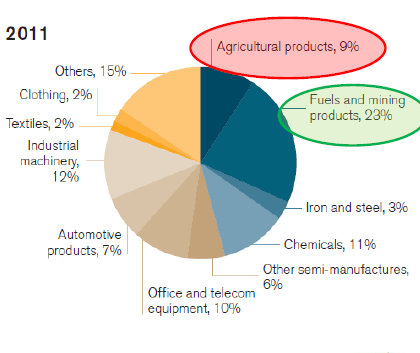 2011
Agricultural products, 9%
Fuels and mining
products, 23%
Iron and steel, 3%
Chemicals, 11%
Other semi-manufactures,
6%
Office and telecom
equipment, 10%
Automotive
products, 7%
Industrial
machinery,
12%
Textiles, 2%
Clothing, 2%
Others, 15%